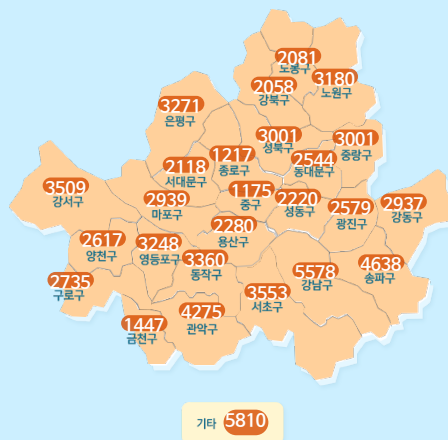 2081
도봉구
3180
노원구
2058
강북구
3271
은평구
3001
성북구
3001
중랑구
1217
종로구
2544
동대문구
2118
서대문구
3509
강서구
2939
마포구
1175
중구
2220
성동구
2579
광진구
2937
강동구
2280
용산구
2617
양천구
3248
영등포구
3360
동작구
5578
강남구
4638
송파구
2735
구로구
3553
서초구
1447
금천구
4275
관악구
기타 5810